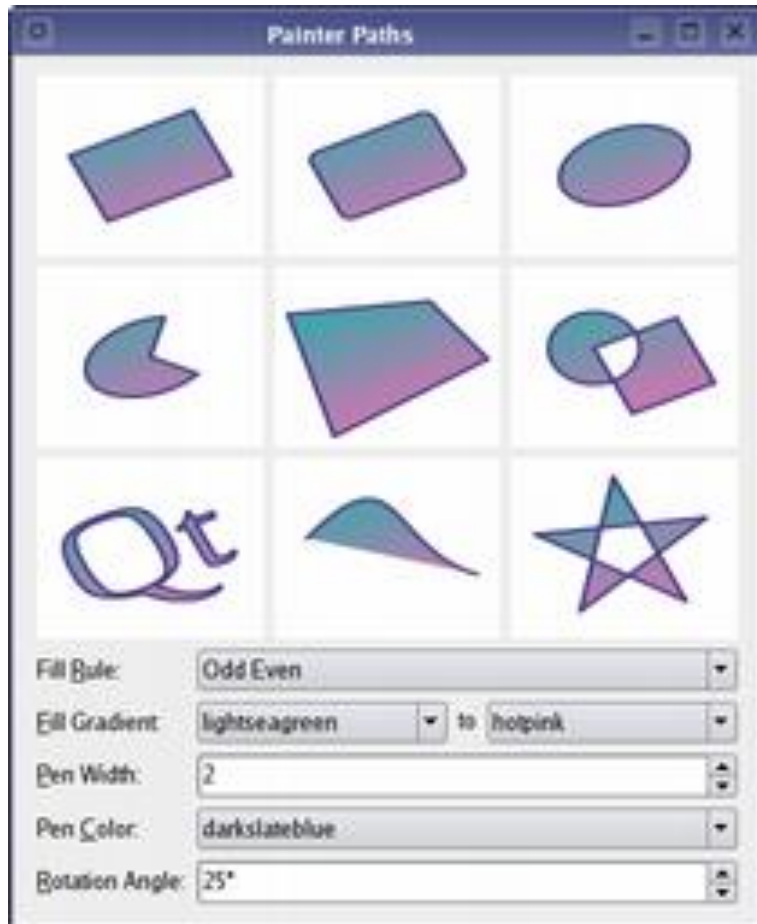 Painter Paths
Qt
Fill Rule: Odd Even
Fill Gradient: lightseagreen to hotpink
Pen Width: 2
Pen Color: darkslateblue
Rotation Angle: 25°